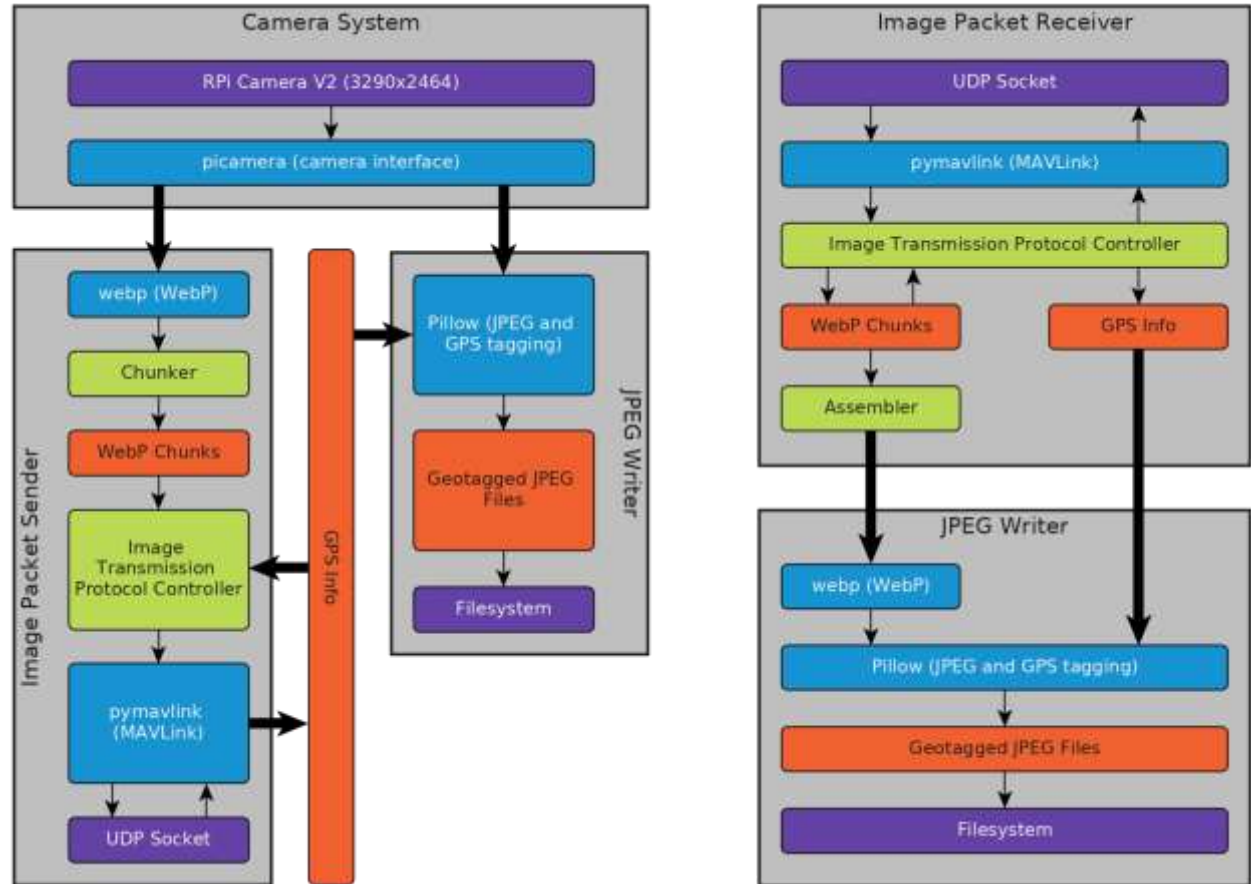 Camera System
RPi Camera V2 (3290x2464)
picamera (camera interface)
Image Packet Sender
webp (WebP)
Chunker
WebP Chunks
Image
Transmission
Protocol Controller
pymavlink
(MAVLink)
UDP Socket
GPS Info
JPEG Writer
Pillow (JPEG and
GPS tagging)
Geotagged JPEG
Files
Filesystem
Image Packet Receiver
UDP Socket
pymavlink (MAVLink)
Image Transmission Protocol Controller
WebP Chunks
GPS Info
Assembler
JPEG Writer
webp (WebP)
Pillow (JPEG and GPS tagging)
Geotagged JPEG Files
Filesystem